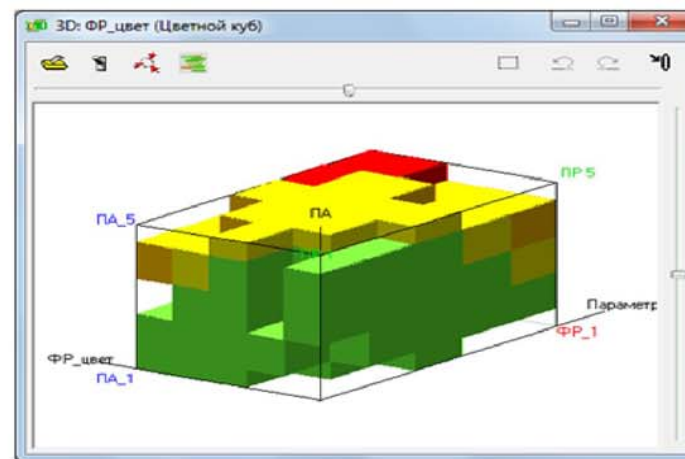 3D: ФР_цвет (Цветной куб)
ПР 5
ПА_5
ПА
Параметр
ФР_1
ФР_цвет
ПА_1